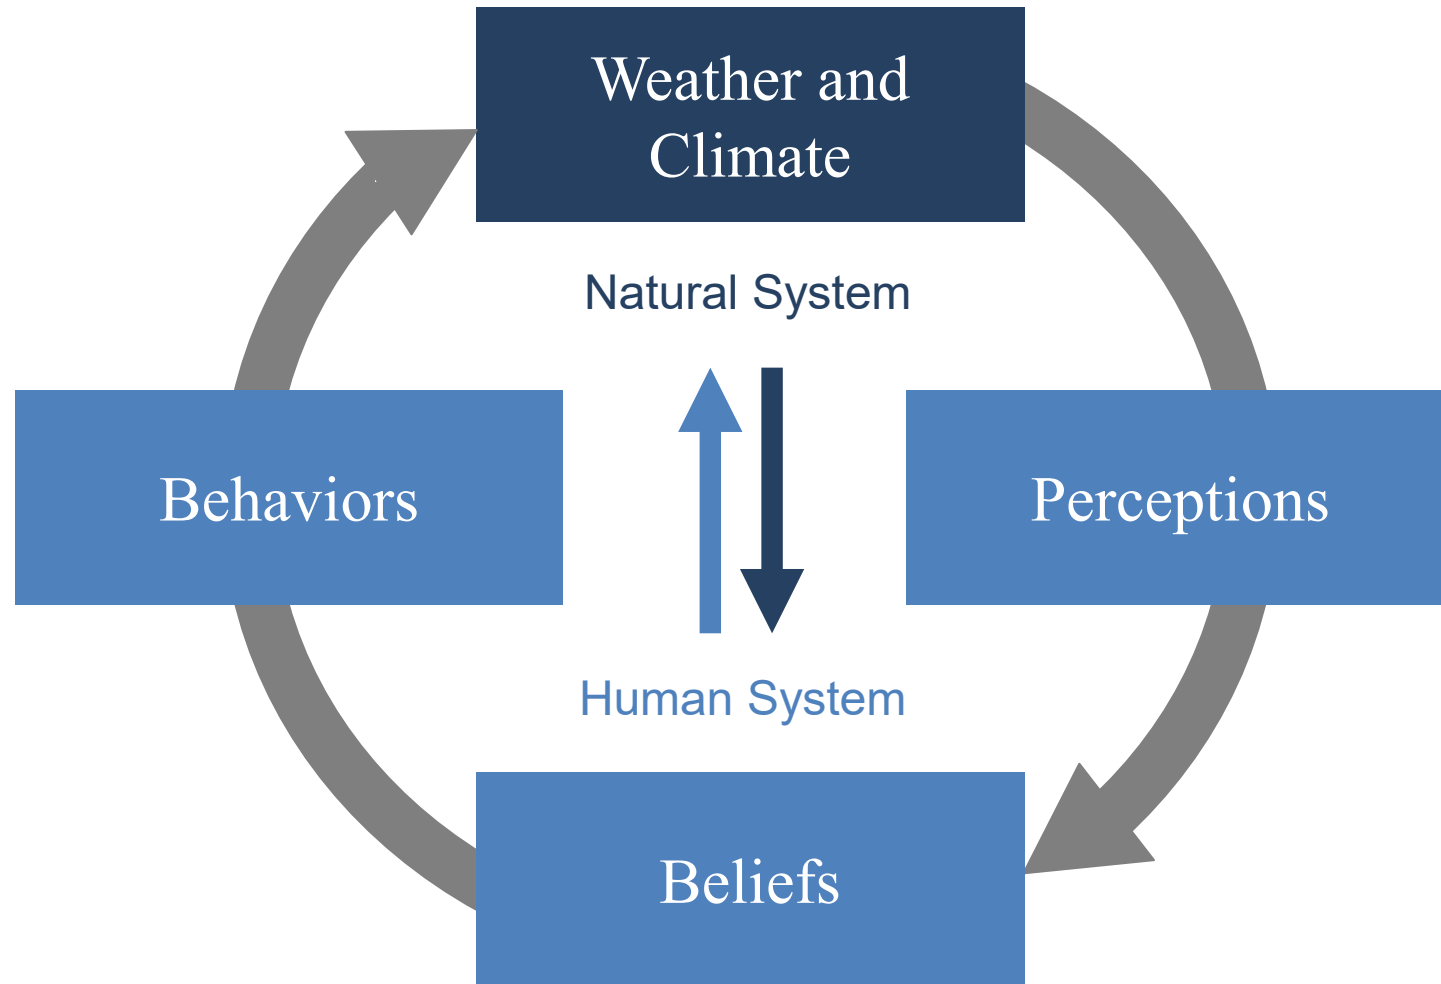 Weather and
Climate
Natural System
Behaviors
Perceptions
Human System
Beliefs